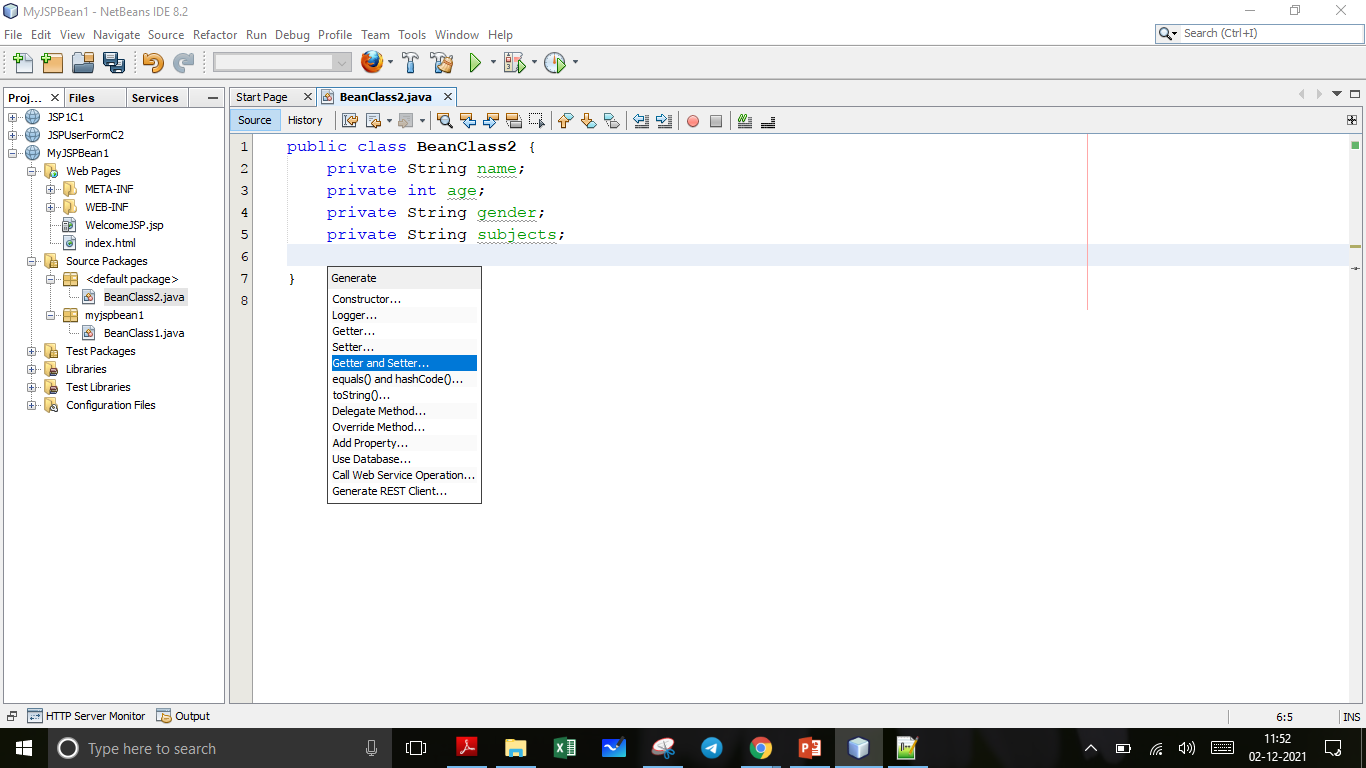 MyJSPBean1 - NetBeans IDE 8.2
File Edit View Navigate Source Refactor Run Debug Profile Team Tools Window Help
Search (Ctrl+I)
Proj... Files Services
JSP1C1
JSPUserFormC2
MyJSPBean1
Web Pages
META-INF
WEB-INF
WelcomeJSP.jsp
index.html
Source Packages
<default package>
BeanClass2.java
myjspbean1
BeanClass1.java
Test Packages
Libraries
Test Libraries
Configuration Files
Start Page BeanClass2.java
Source History
1 public class BeanClass2 {
2 private String name;
3 private int age;
4 private String gender;
5 private String subjects;
6
7 }
8
Generate
Constructor...
Logger...
Getter...
Setter...
Getter and Setter...
equals() and hashCode()...
toString()...
Delegate Method...
Override Method...
Add Property...
Use Database...
Call Web Service Operation...
Generate REST Client...
HTTP Server Monitor Output
6:5 INS
Type here to search
11:52
02-12-2021